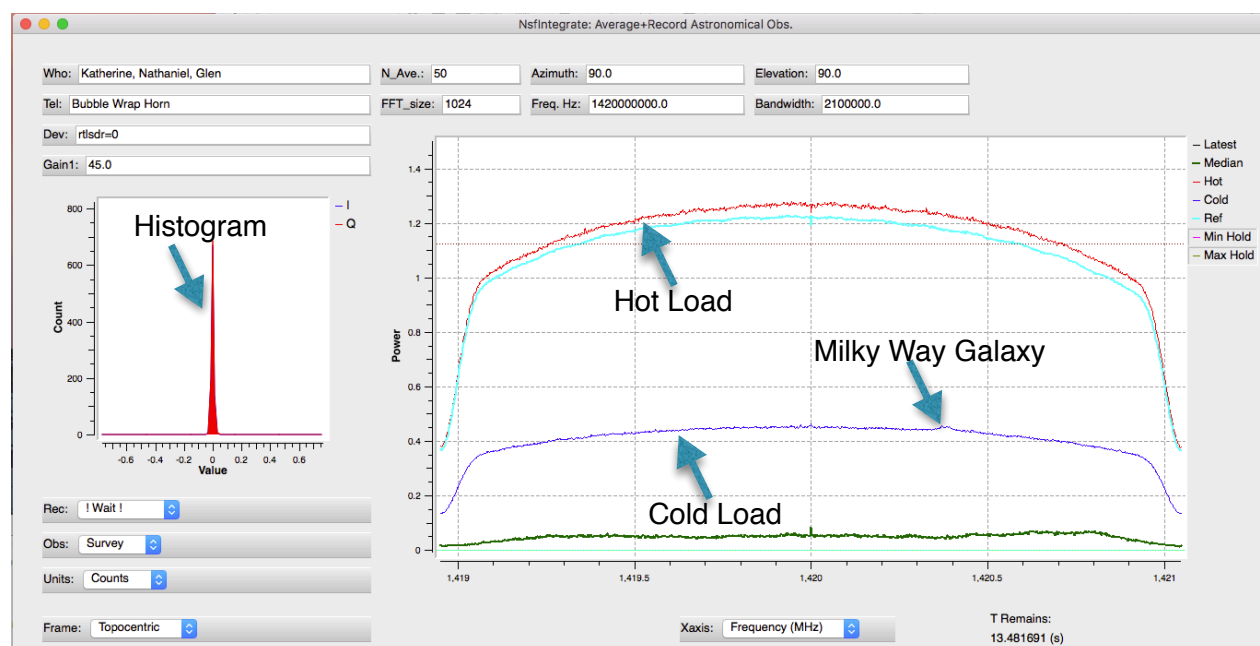 NsfIntegrate: Average+Record Astronomical Obs.
Who: Katherine, Nathaniel, Glen
N_Ave.: 50
Azimuth: 90.0
Elevation: 90.0
Tel: Bubble Wrap Horn
FFT_size: 1024
Freq. Hz: 1420000000.0
Bandwidth: 2100000.0
Dev: rtlsdr=0
Gain1: 45.0
Histogram
I
Q
800
600
400
200
0
Count
-0.6 -0.4 -0.2 0.0 0.2 0.4 0.6
Value
1.4
1.2
1
0.8
0.6
0.4
0.2
0
Power
Hot Load
Milky Way Galaxy
Cold Load
1,419 1,419.5 1,420 1,420.5 1,421
Latest
Median
Hot
Cold
Ref
Min Hold
Max Hold
Rec: ! Wait !
Obs: Survey
Units: Counts
Frame: Topocentric
Xaxis: Frequency (MHz)
T Remains:
13.481691 (s)